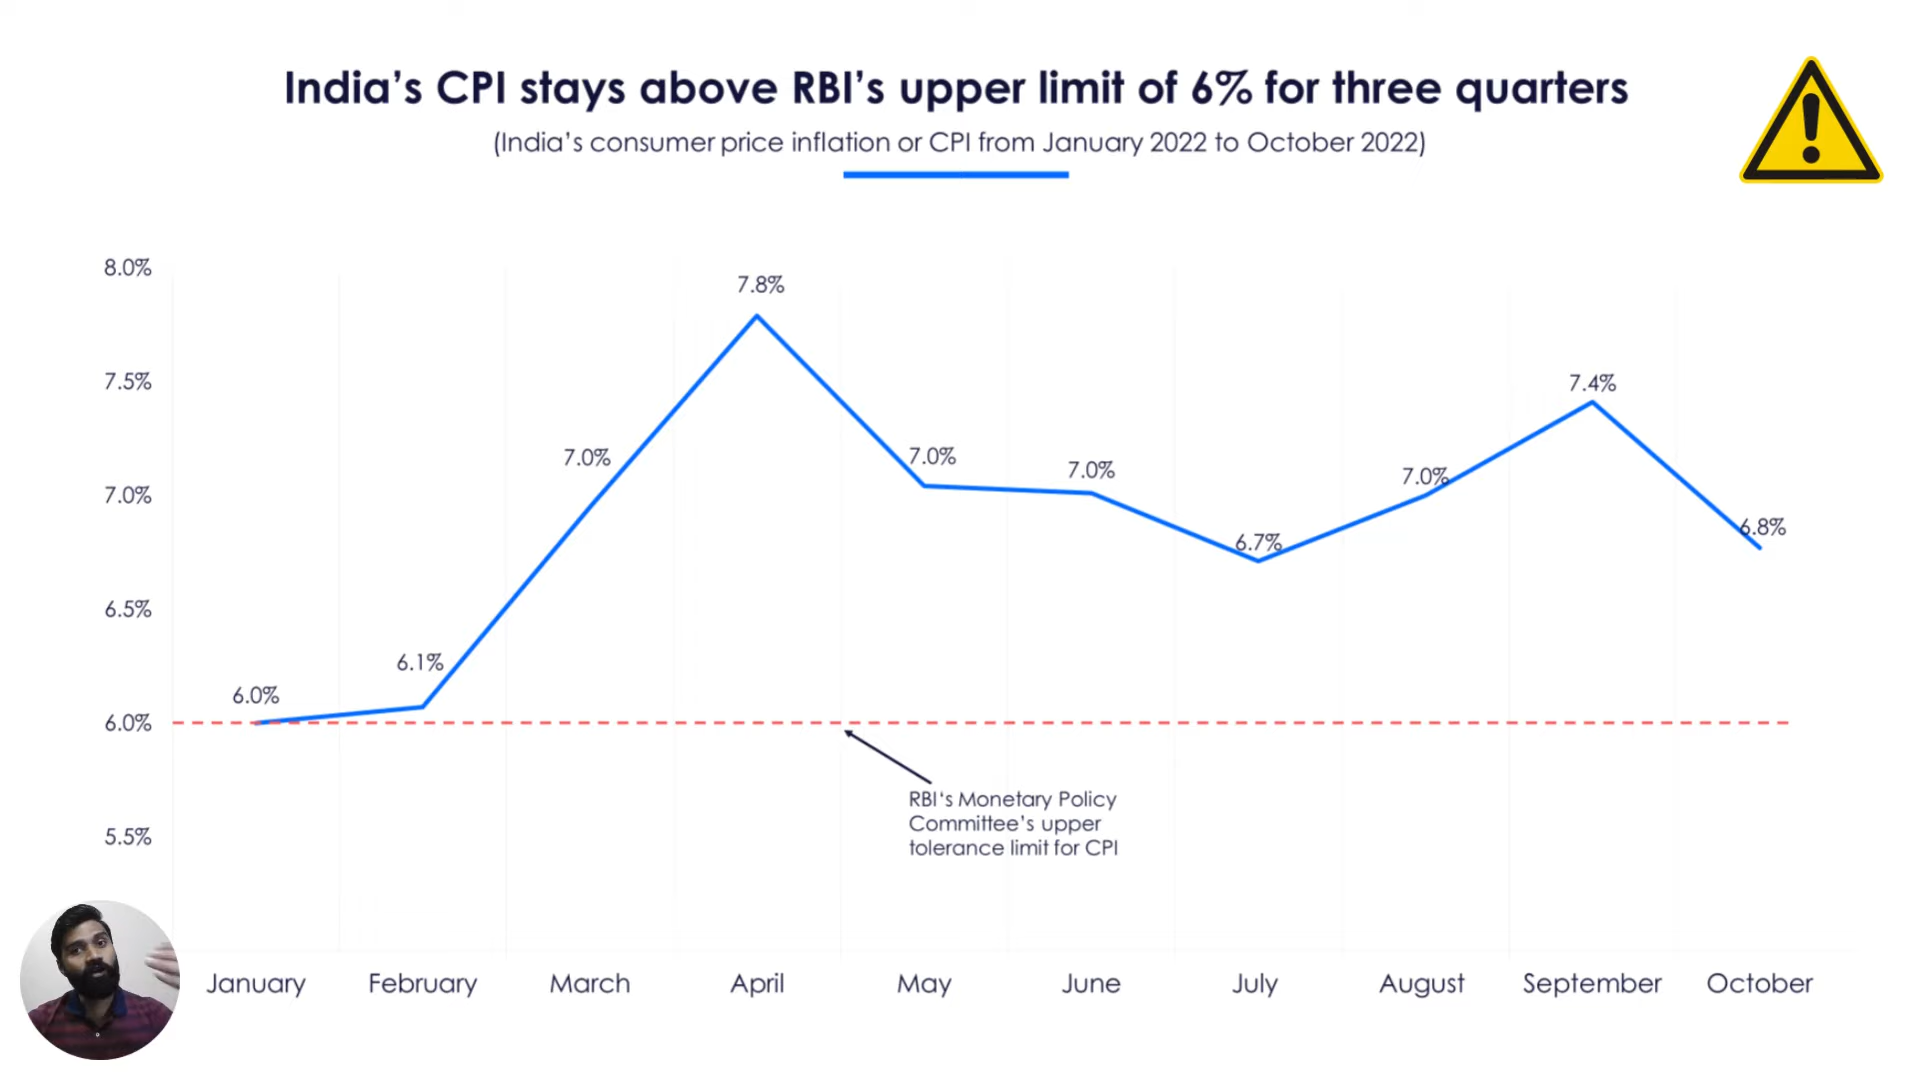 India’s CPI stays above RBI’s upper limit of 6% for three quarters
(India’s consumer price inflation or CPI from January 2022 to October 2022)
8.0%
7.5%
7.0%
6.5%
6.0%
5.5%
6.0%
6.1%
7.0%
7.8%
7.0%
7.0%
6.7%
7.0%
7.4%
6.8%
RBI‘s Monetary Policy
Committee’s upper
tolerance limit for CPI
January February March April May June July August September October